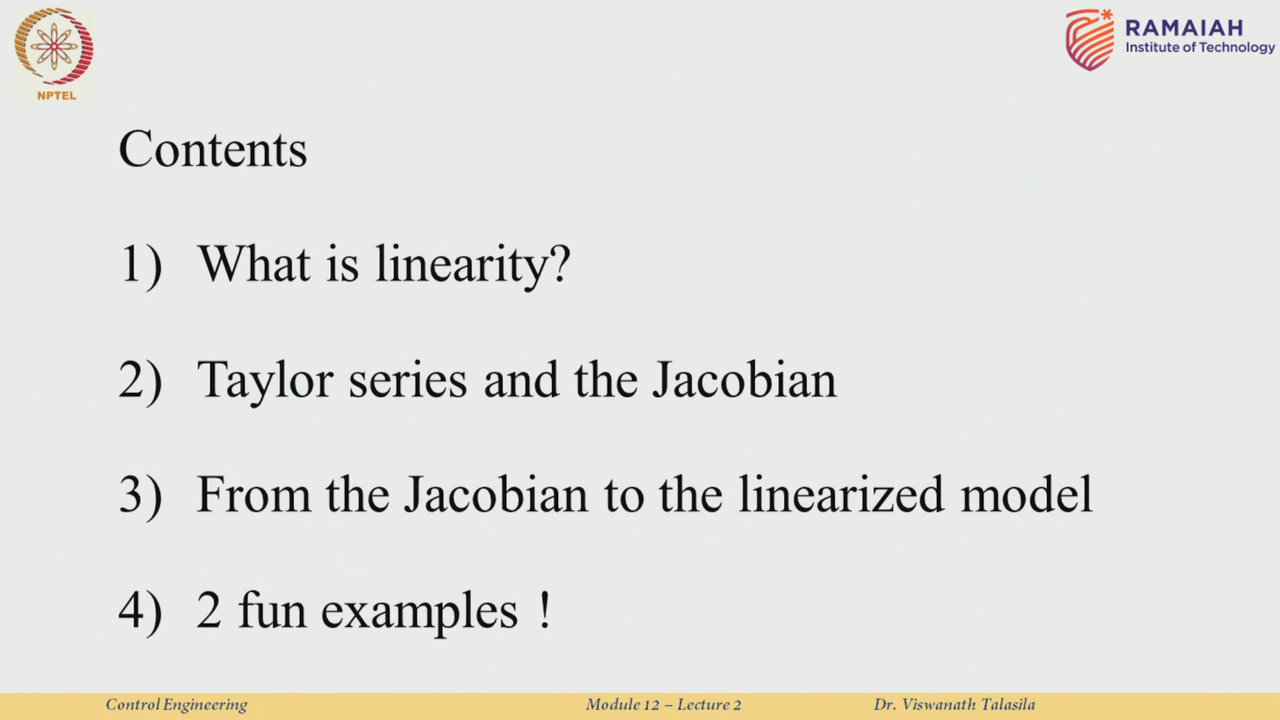 NPTEL
RAMAIAH
Institute of Technology
Contents
1) What is linearity?
2) Taylor series and the Jacobian
3) From the Jacobian to the linearized model
4) 2 fun examples !
Control Engineering
Module 12 – Lecture 2
Dr. Viswanath Talasila